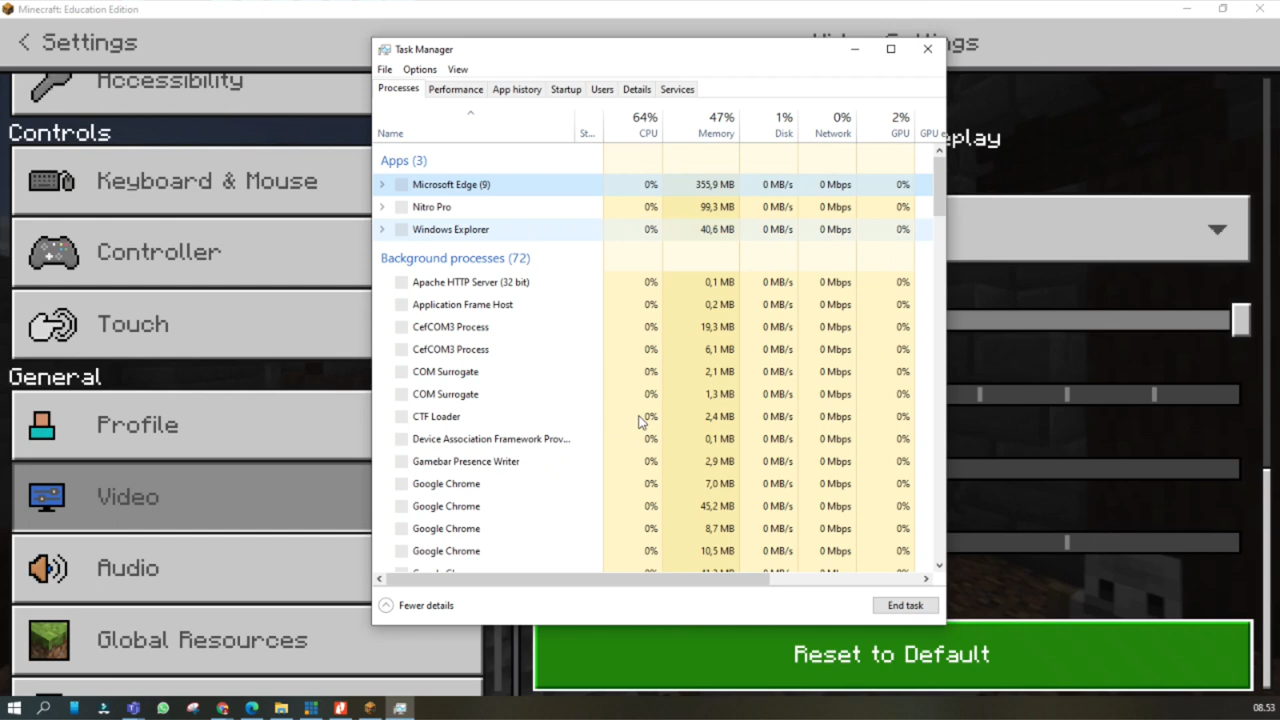 Minecraft: Education Edition
Settings
Accessibility
Controls
Keyboard & Mouse
Controller
Touch
General
Profile
Video
Audio
Global Resources
Reset to Default
Task Manager
File Options View
Processes Performance App history Startup Users Details Services
64% 47% 1% 0% 2%
Name St... CPU Memory Disk Network GPU GPU e
Apps (3)
Microsoft Edge (9) 0% 355,9 MB 0 MB/s 0 Mbps 0%
Nitro Pro 0% 99,3 MB 0 MB/s 0 Mbps 0%
Windows Explorer 0% 40,6 MB 0 MB/s 0 Mbps 0%
Background processes (72)
Apache HTTP Server (32 bit) 0% 0,1 MB 0 MB/s 0 Mbps 0%
Application Frame Host 0% 0,2 MB 0 MB/s 0 Mbps 0%
CefCOM3 Process 0% 19,3 MB 0 MB/s 0 Mbps 0%
CefCOM3 Process 0% 6,1 MB 0 MB/s 0 Mbps 0%
COM Surrogate 0% 2,1 MB 0 MB/s 0 Mbps 0%
COM Surrogate 0% 1,3 MB 0 MB/s 0 Mbps 0%
CTF Loader 0% 2,4 MB 0 MB/s 0 Mbps 0%
Device Association Framework Prov... 0% 0,1 MB 0 MB/s 0 Mbps 0%
Gamebar Presence Writer 0% 2,9 MB 0 MB/s 0 Mbps 0%
Google Chrome 0% 7,0 MB 0 MB/s 0 Mbps 0%
Google Chrome 0% 45,2 MB 0 MB/s 0 Mbps 0%
Google Chrome 0% 8,7 MB 0 MB/s 0 Mbps 0%
Google Chrome 0% 10,5 MB 0 MB/s 0 Mbps 0%
Fewer details
End task
08.53